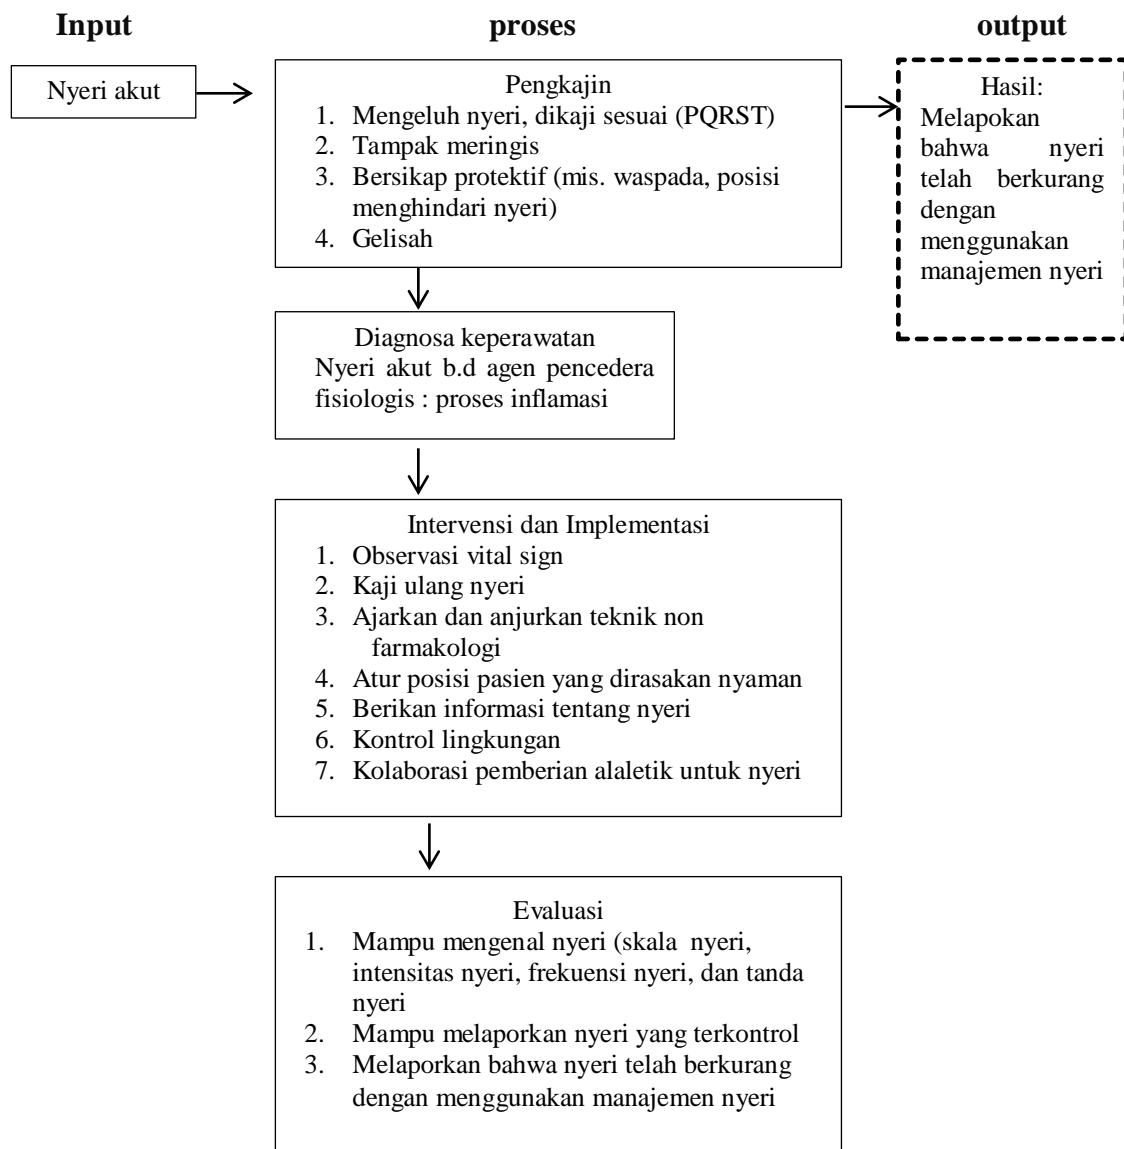 Input
proses
output
Nyeri akut
Pengkajin
1. Mengeluh nyeri, dikaji sesuai (PQRST)
2. Tampak meringis
3. Bersikap protektif (mis. waspada, posisi
menghindari nyeri)
4. Gelisah
Hasil:
Melapokan
bahwa nyeri
telah berkurang
dengan
menggunakan
manajemen nyeri
Diagnosa keperawatan
Nyeri akut b.d agen pencedera
fisiologis : proses inflamasi
Intervensi dan Implementasi
1. Observasi vital sign
2. Kaji ulang nyeri
3. Ajarkan dan anjurkan teknik non
farmakologi
4. Atur posisi pasien yang dirasakan nyaman
5. Berikan informasi tentang nyeri
6. Kontrol lingkungan
7. Kolaborasi pemberian alaletik untuk nyeri
Evaluasi
1. Mampu mengenal nyeri (skala nyeri,
intensitas nyeri, frekuensi nyeri, dan tanda
nyeri
2. Mampu melaporkan nyeri yang terkontrol
3. Melaporkan bahwa nyeri telah berkurang
dengan menggunakan manajemen nyeri